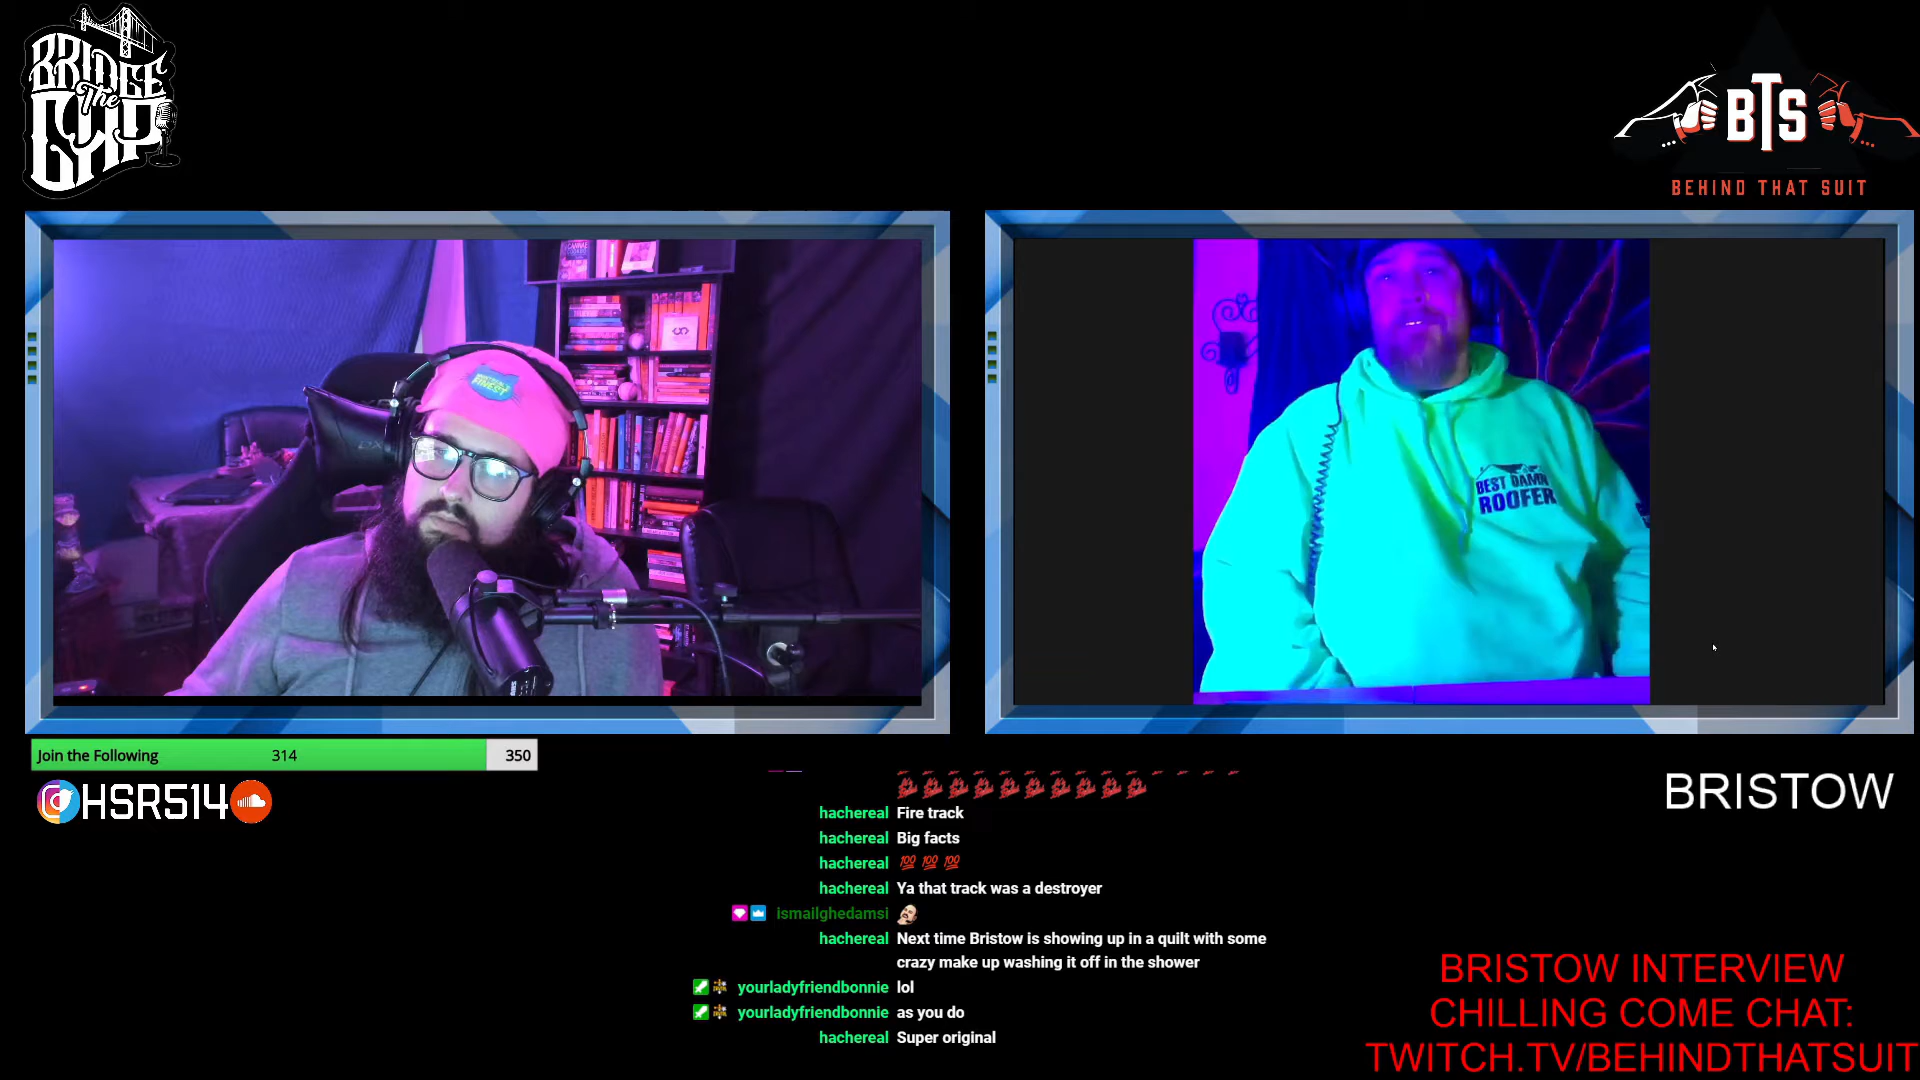 BRIDGE
The
GAP
BTS
BEHIND THAT SUIT
FINEST
BEST DAMN
ROOFER
Join the Following 314 350
HSR514
BRISTOW
hachereal Fire track
hachereal Big facts
hachereal 💯 💯 💯
hachereal Ya that track was a destroyer
ismailghedamsi
hachereal Next time Bristow is showing up in a quilt with some
crazy make up washing it off in the shower
yourladyfriendbonnie lol
yourladyfriendbonnie as you do
hachereal Super original
BRISTOW INTERVIEW
CHILLING COME CHAT:
TWITCH.TV/BEHINDTHATSUIT